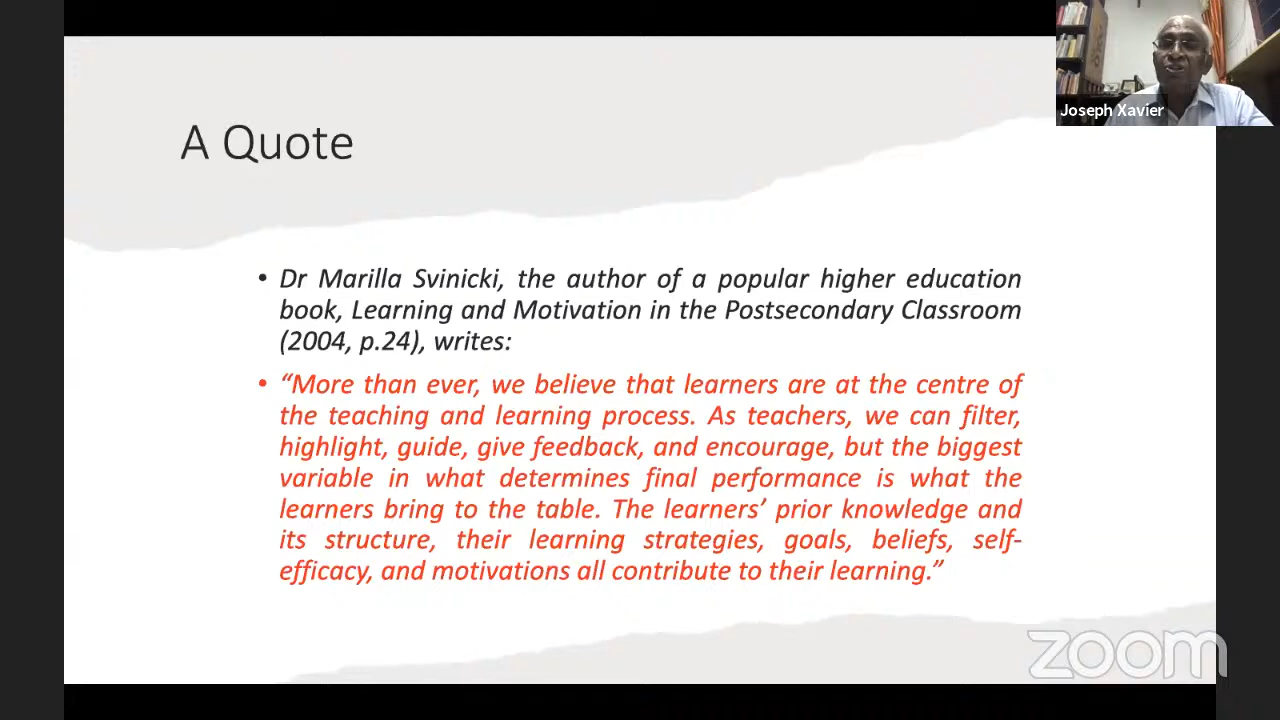 Joseph Xavier
A Quote
• Dr Marilla Svinicki, the author of a popular higher education
book, Learning and Motivation in the Postsecondary Classroom
(2004, p.24), writes:
• “More than ever, we believe that learners are at the centre of
the teaching and learning process. As teachers, we can filter,
highlight, guide, give feedback, and encourage, but the biggest
variable in what determines final performance is what the
learners bring to the table. The learners’ prior knowledge and
its structure, their learning strategies, goals, beliefs, self-
efficacy, and motivations all contribute to their learning.”
zoom